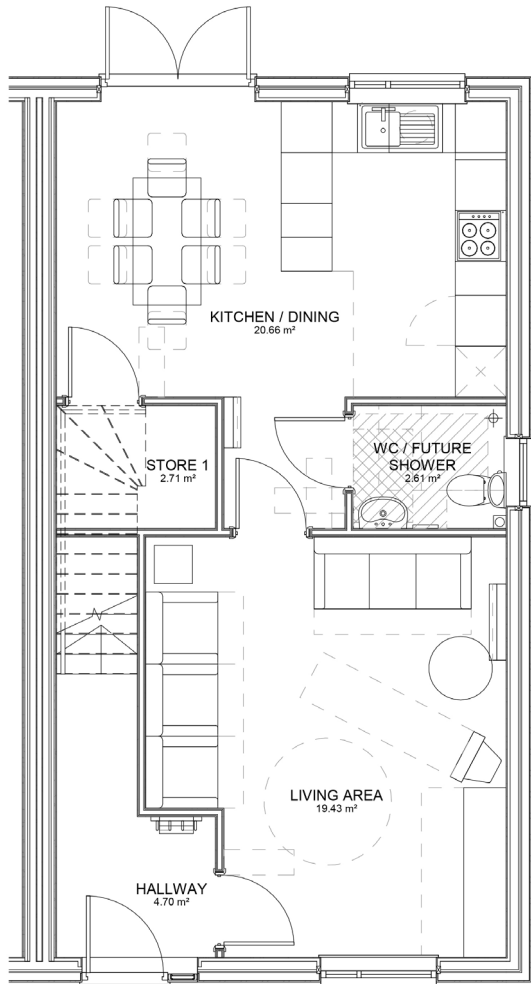 KITCHEN / DINING
20.66 m²
STORE 1
2.71 m²
WC / FUTURE
SHOWER
2.61 m²
LIVING AREA
19.43 m²
HALLWAY
4.70 m²